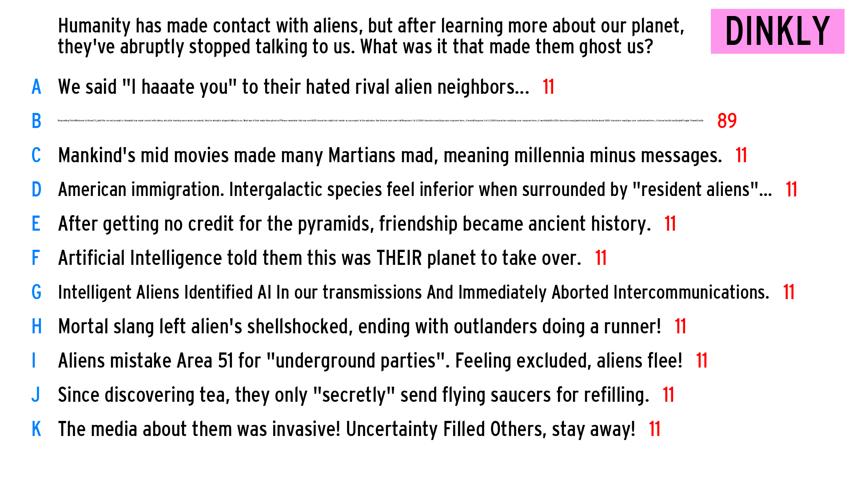 Humanity has made contact with aliens, but after learning more about our planet,
they've abruptly stopped talking to us. What was it that made them ghost us?
DINKLY
A We said "I haaate you" to their hated rival alien neighbors... 11
B 89
C Mankind's mid movies made many Martians mad, meaning millennia minus messages. 11
D American immigration. Intergalactic species feel inferior when surrounded by "resident aliens"... 11
E After getting no credit for the pyramids, friendship became ancient history. 11
F Artificial Intelligence told them this was THEIR planet to take over. 11
G Intelligent Aliens Identified AI In our transmissions And Immediately Aborted Intercommunications. 11
H Mortal slang left alien's shellshocked, ending with outlanders doing a runner! 11
I Aliens mistake Area 51 for "underground parties". Feeling excluded, aliens flee! 11
J Since discovering tea, they only "secretly" send flying saucers for refilling. 11
K The media about them was invasive! Uncertainty Filled Others, stay away! 11